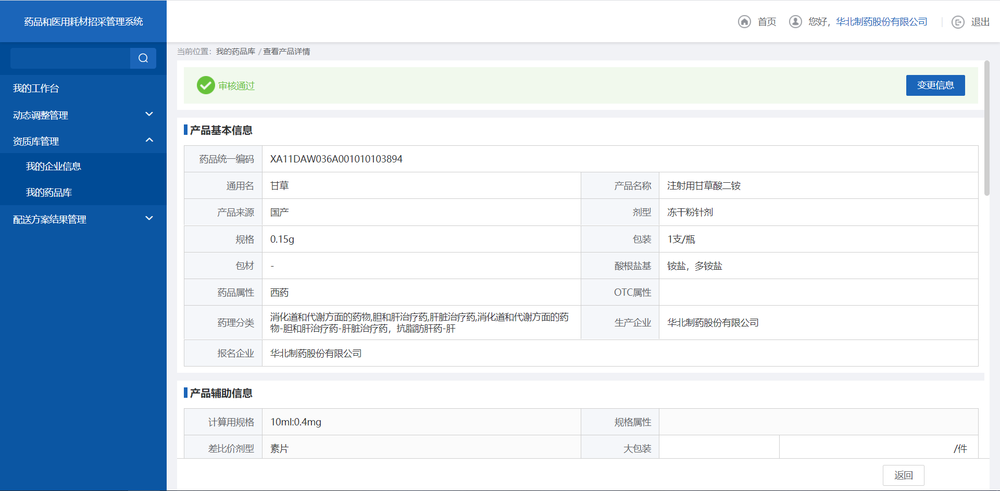 药品和医用耗材招采管理系统
首页
您好，华北制药股份有限公司
退出
我的工作台
动态调整管理
资质库管理
我的企业信息
我的药品库
配送方案结果管理
当前位置：我的药品库 / 查看产品详情
审核通过
变更信息
产品基本信息
药品统一编码 XA11DAW036A001010103894
通用名 甘草 产品名称 注射用甘草酸二铵
产品来源 国产 剂型 冻干粉针剂
规格 0.15g 包装 1支/瓶
包材 - 酸根盐基 铵盐，多铵盐
药品属性 西药 OTC属性
药理分类 消化道和代谢方面的药物,胆和肝治疗药,肝脏治疗药,消化道和代谢方面的药
物-胆和肝治疗药-肝脏治疗药，抗脂肪肝药-肝 生产企业 华北制药股份有限公司
报名企业 华北制药股份有限公司
产品辅助信息
计算用规格 10ml:0.4mg 规格属性
差比价剂型 素片 大包装 /件
返回